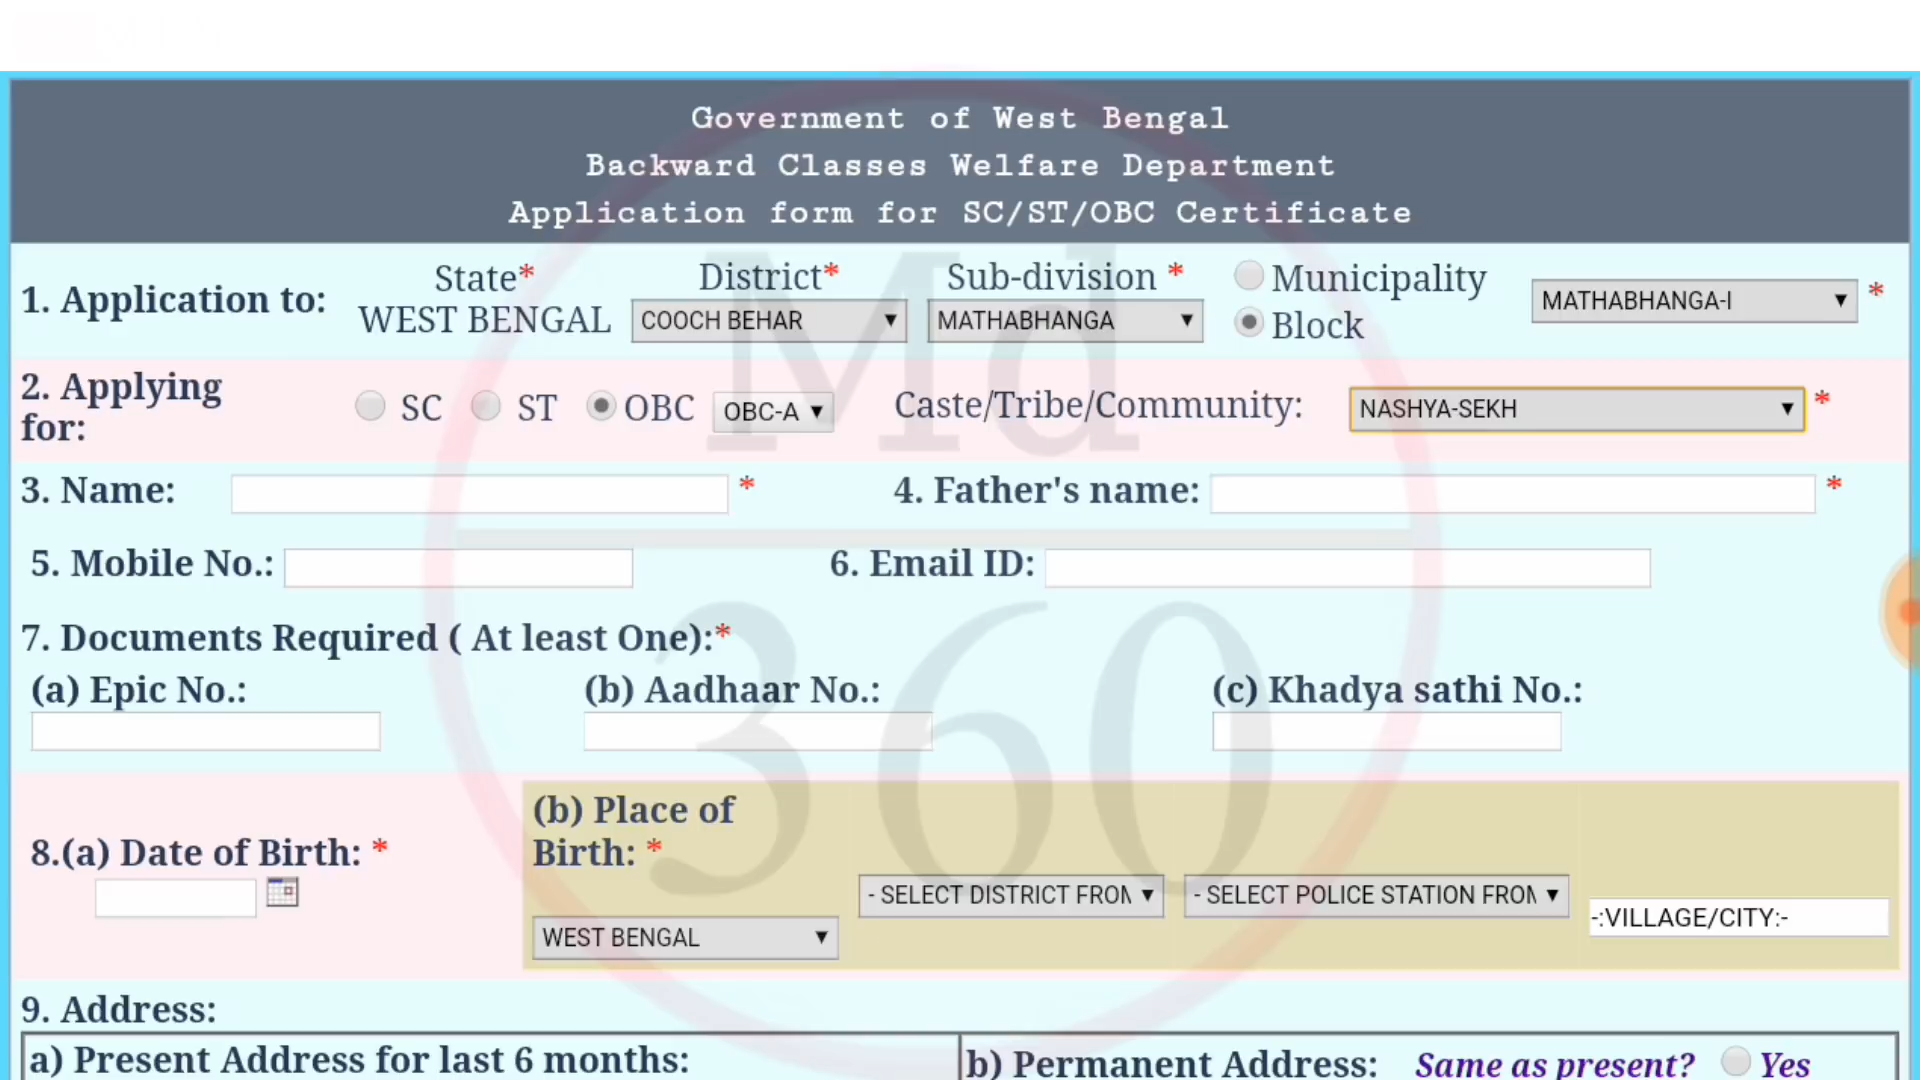 Government of West Bengal
Backward Classes Welfare Department
Application form for SC/ST/OBC Certificate
1. Application to:
State*
WEST BENGAL
District*
COOCH BEHAR
Sub-division *
MATHABHANGA
Municipality
Block
MATHABHANGA-I
*
2. Applying
for:
SC
ST
OBC
OBC-A
Caste/Tribe/Community:
NASHYA-SEKH
*
3. Name:
*
4. Father's name:
*
5. Mobile No.:
6. Email ID:
7. Documents Required ( At least One):*
(a) Epic No.:
(b) Aadhaar No.:
(c) Khadya sathi No.:
8.(a) Date of Birth: *
(b) Place of
Birth: *
WEST BENGAL
- SELECT DISTRICT FROM
- SELECT POLICE STATION FROM
-:VILLAGE/CITY:-
9. Address:
a) Present Address for last 6 months:
b) Permanent Address:
Same as present?
Yes
Md
360